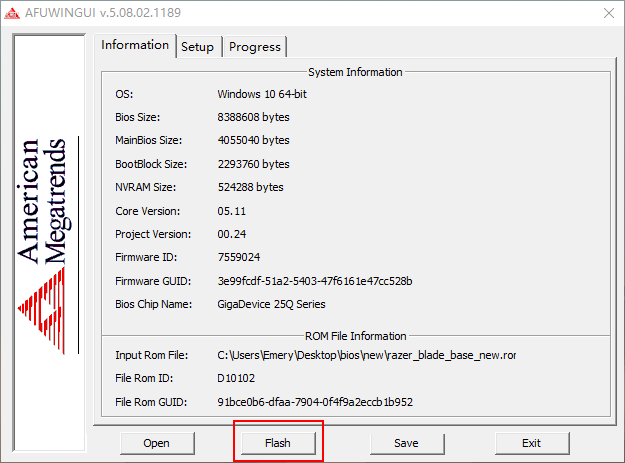 AFUWINGUI v.5.08.02.1189
Information Setup Progress
System Information
OS: Windows 10 64-bit
Bios Size: 8388608 bytes
MainBios Size: 4055040 bytes
BootBlock Size: 2293760 bytes
NVRAM Size: 524288 bytes
Core Version: 05.11
Project Version: 00.24
Firmware ID: 7559024
Firmware GUID: 3e99fcdf-51a2-5403-47f6161e47cc528b
Bios Chip Name: GigaDevice 25Q Series
ROM File Information
Input Rom File: C:\Users\Emery\Desktop\bios\new\razer_blade_base_new.ror
File Rom ID: D10102
File Rom GUID: 91bce0b6-dfaa-7904-0f4f9a2eccb1b952
American
Megatrends
Open Flash Save Exit